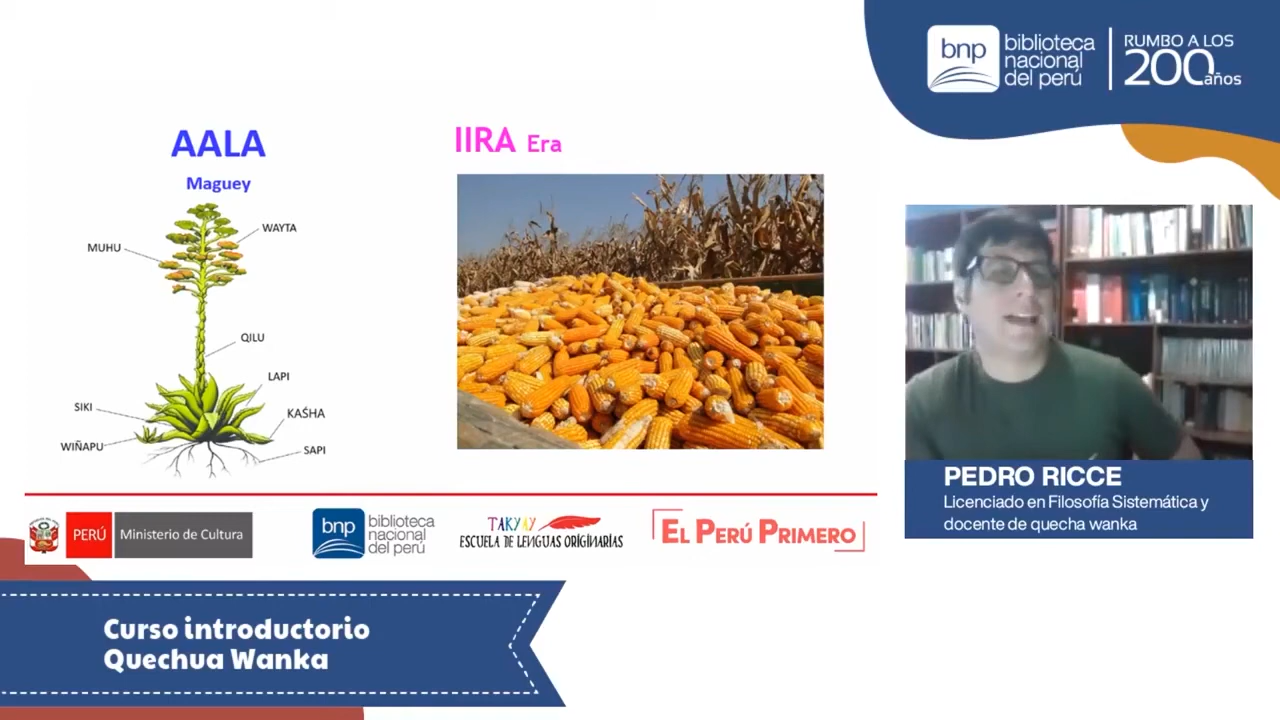 bnp
biblioteca
nacional
del perú
RUMBO A LOS
200 años
AALA
Maguey
WAYTA
MUHU
QILU
LAPI
SIKI
KAŚHA
WIÑAPU
SAPI
IIRA Era
PEDRO RICCE
Licenciado en Filosofía Sistemática y
docente de quecha wanka
PERÚ
Ministerio de Cultura
bnp
biblioteca
nacional
del perú
TAKYAY
ESCUELA DE LENGUAS ORIGINARIAS
EL PERÚ PRIMERO
Curso introductorio
Quechua Wanka